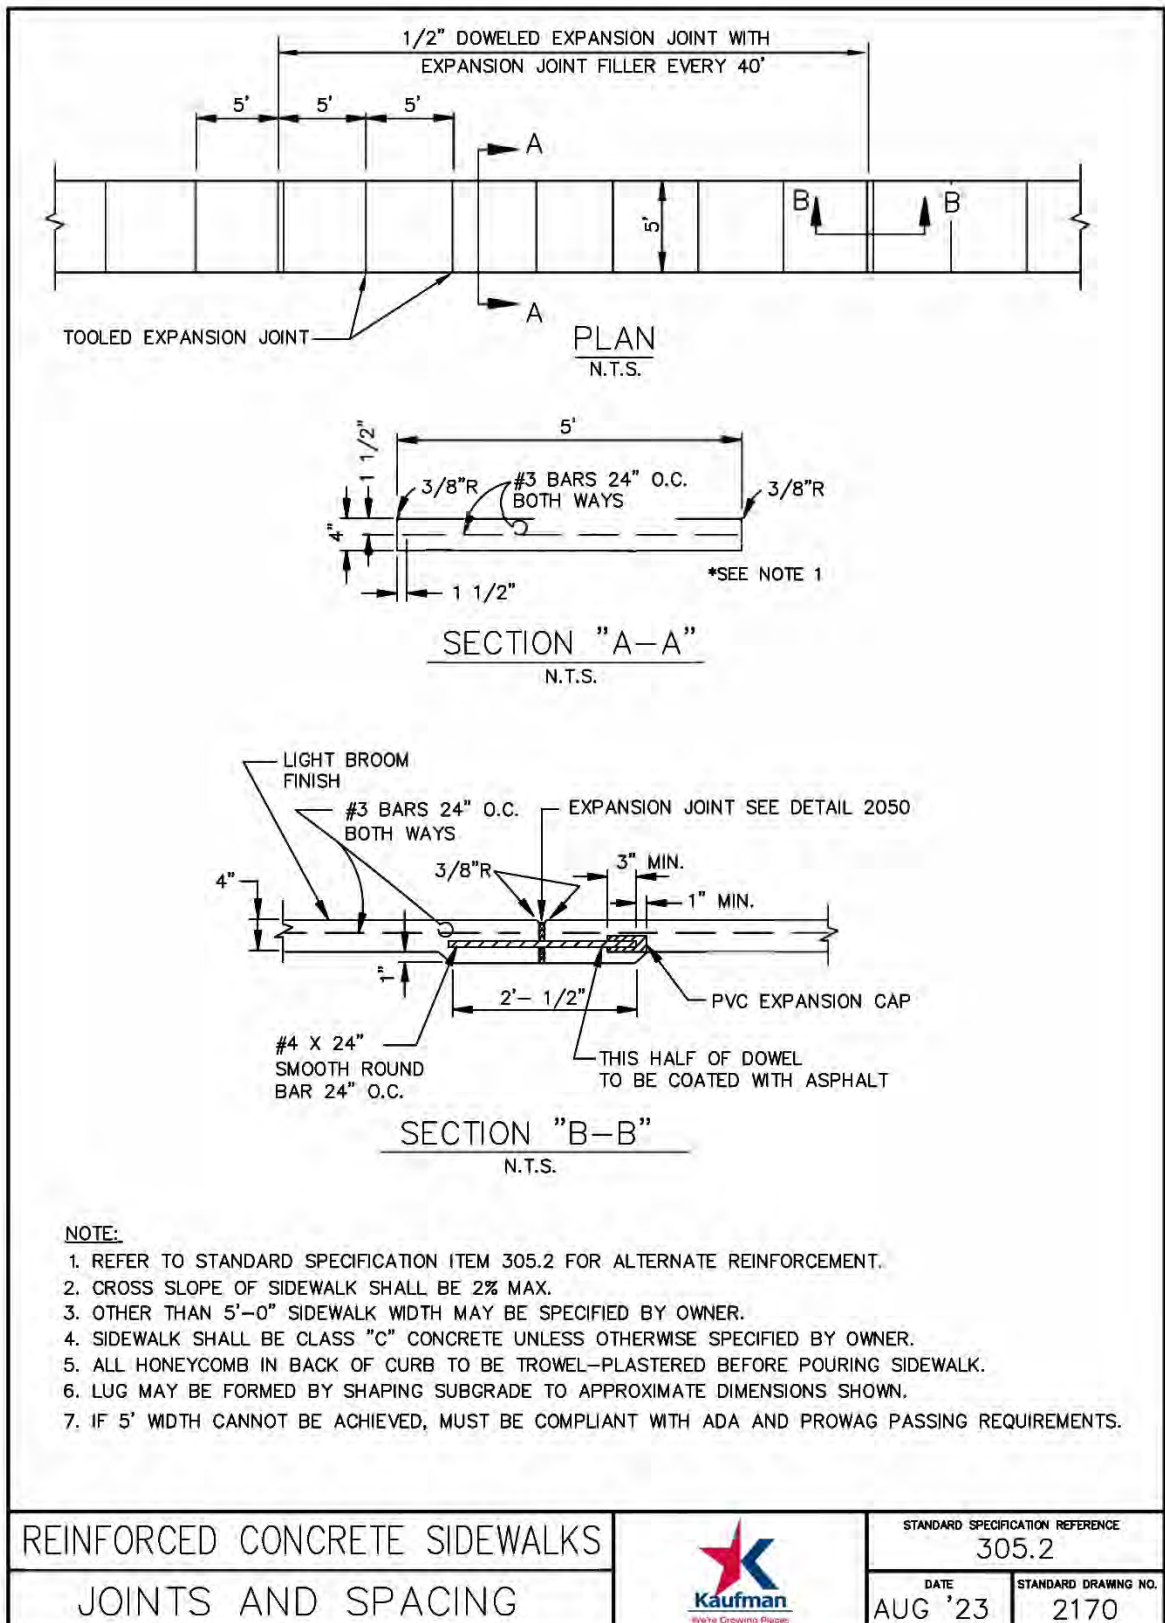 1/2" DOWELED EXPANSION JOINT WITH
EXPANSION JOINT FILLER EVERY 40'
5' 5' 5'
A
B B
5'
A
TOOLED EXPANSION JOINT
PLAN
N.T.S.
5'
1 1/2"
3/8"R #3 BARS 24" O.C. 3/8"R
BOTH WAYS
4"
*SEE NOTE 1
1 1/2"
SECTION "A-A"
N.T.S.
LIGHT BROOM
FINISH
#3 BARS 24" O.C.
BOTH WAYS
EXPANSION JOINT SEE DETAIL 2050
3/8"R
3" MIN.
4"
1" MIN.
1"
2'- 1/2"
PVC EXPANSION CAP
#4 X 24"
SMOOTH ROUND
BAR 24" O.C.
THIS HALF OF DOWEL
TO BE COATED WITH ASPHALT
SECTION "B-B"
N.T.S.
NOTE:
1. REFER TO STANDARD SPECIFICATION ITEM 305.2 FOR ALTERNATE REINFORCEMENT.
2. CROSS SLOPE OF SIDEWALK SHALL BE 2% MAX.
3. OTHER THAN 5'-0" SIDEWALK WIDTH MAY BE SPECIFIED BY OWNER.
4. SIDEWALK SHALL BE CLASS "C" CONCRETE UNLESS OTHERWISE SPECIFIED BY OWNER.
5. ALL HONEYCOMB IN BACK OF CURB TO BE TROWEL-PLASTERED BEFORE POURING SIDEWALK.
6. LUG MAY BE FORMED BY SHAPING SUBGRADE TO APPROXIMATE DIMENSIONS SHOWN.
7. IF 5' WIDTH CANNOT BE ACHIEVED, MUST BE COMPLIANT WITH ADA AND PROWAG PASSING REQUIREMENTS.
REINFORCED CONCRETE SIDEWALKS
JOINTS AND SPACING
Kaufman
We're Growing Places
STANDARD SPECIFICATION REFERENCE
305.2
DATE
AUG '23
STANDARD DRAWING NO.
2170